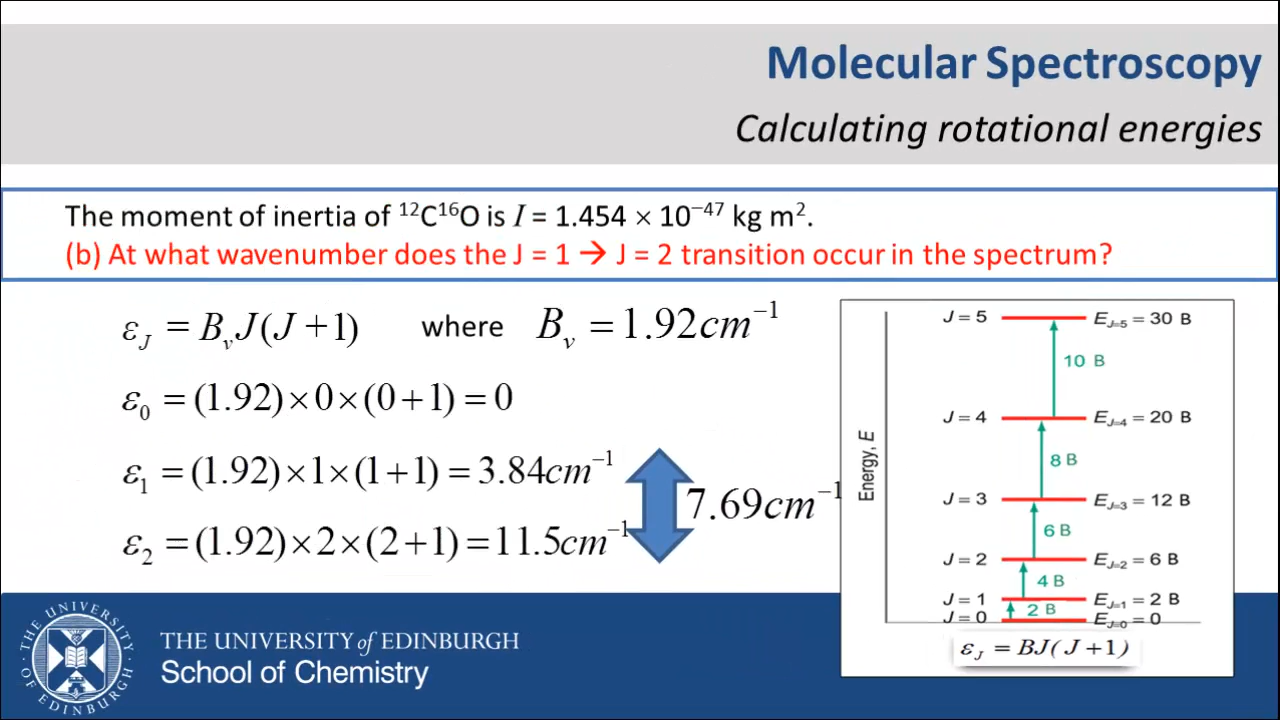 Molecular Spectroscopy
Calculating rotational energies
The moment of inertia of ¹²C¹⁶O is I = 1.454 × 10⁻⁴⁷ kg m².
(b) At what wavenumber does the J = 1 → J = 2 transition occur in the spectrum?
ε_J = B_v J(J + 1) where B_v = 1.92cm⁻¹
ε₀ = (1.92)×0×(0+1) = 0
ε₁ = (1.92)×1×(1+1) = 3.84cm⁻¹
ε₂ = (1.92)×2×(2+1) = 11.5cm⁻¹
7.69cm⁻¹
Energy, E
J = 5 E_J=5 = 30 B
10 B
J = 4 E_J=4 = 20 B
8 B
J = 3 E_J=3 = 12 B
6 B
J = 2 E_J=2 = 6 B
4 B
J = 1 E_J=1 = 2 B
2 B
J = 0 E_J=0 = 0
ε_J = BJ(J +1)
THE UNIVERSITY OF EDINBURGH
THE UNIVERSITY of EDINBURGH
School of Chemistry